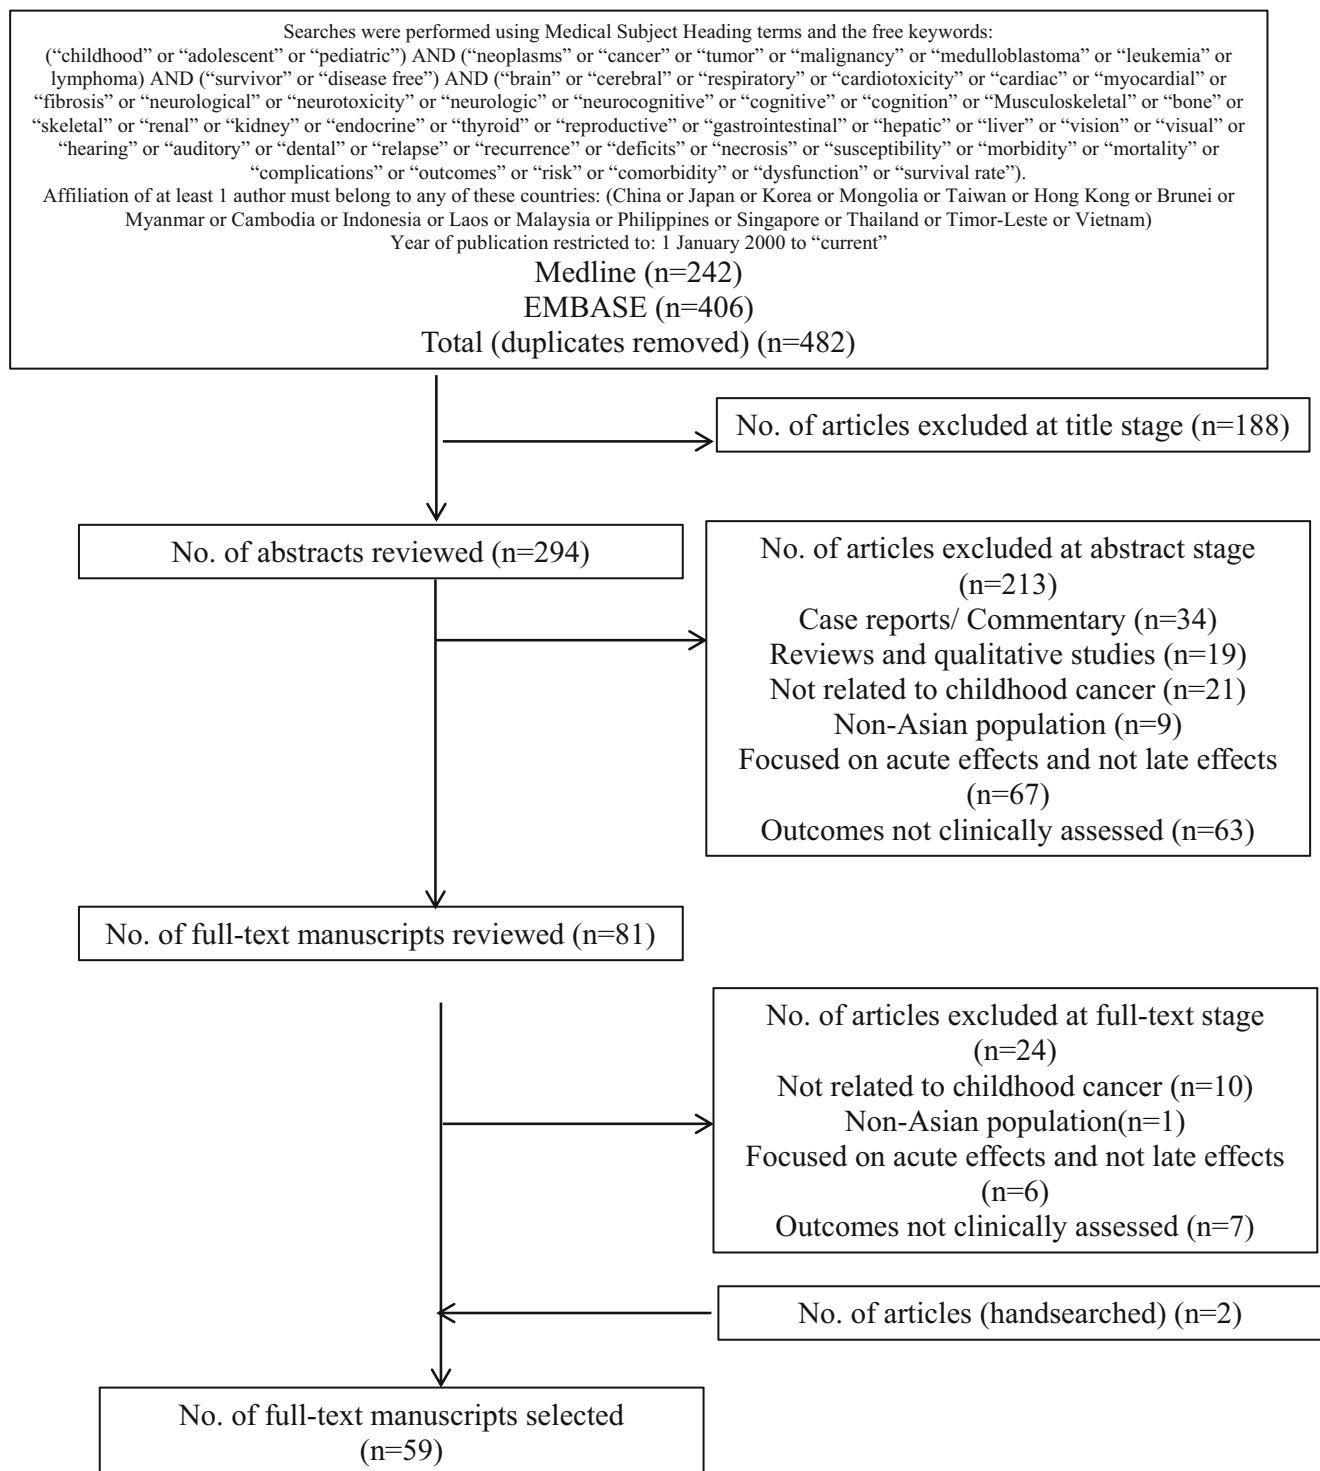 Searches were performed using Medical Subject Heading terms and the free keywords:
(“childhood” or “adolescent” or “pediatric”) AND (“neoplasms” or “cancer” or “tumor” or “malignancy” or “medulloblastoma” or “leukemia” or
lymphoma) AND (“survivor” or “disease free”) AND (“brain” or “cerebral” or “respiratory” or “cardiotoxicity” or “cardiac” or “myocardial” or
“fibrosis” or “neurological” or “neurotoxicity” or “neurologic” or “neurocognitive” or “cognitive” or “cognition” or “Musculoskeletal” or “bone” or
“skeletal” or “renal” or “kidney” or “endocrine” or “thyroid” or “reproductive” or “gastrointestinal” or “hepatic” or “liver” or “vision” or “visual” or
“hearing” or “auditory” or “dental” or “relapse” or “recurrence” or “deficits” or “necrosis” or “susceptibility” or “morbidity” or “mortality” or
“complications” or “outcomes” or “risk” or “comorbidity” or “dysfunction” or “survival rate”).
Affiliation of at least 1 author must belong to any of these countries: (China or Japan or Korea or Mongolia or Taiwan or Hong Kong or Brunei or
Myanmar or Cambodia or Indonesia or Laos or Malaysia or Philippines or Singapore or Thailand or Timor-Leste or Vietnam)
Year of publication restricted to: 1 January 2000 to “current”
Medline (n=242)
EMBASE (n=406)
Total (duplicates removed) (n=482)
No. of articles excluded at title stage (n=188)
No. of abstracts reviewed (n=294)
No. of articles excluded at abstract stage
(n=213)
Case reports/ Commentary (n=34)
Reviews and qualitative studies (n=19)
Not related to childhood cancer (n=21)
Non-Asian population (n=9)
Focused on acute effects and not late effects
(n=67)
Outcomes not clinically assessed (n=63)
No. of full-text manuscripts reviewed (n=81)
No. of articles excluded at full-text stage
(n=24)
Not related to childhood cancer (n=10)
Non-Asian population(n=1)
Focused on acute effects and not late effects
(n=6)
Outcomes not clinically assessed (n=7)
No. of articles (handsearched) (n=2)
No. of full-text manuscripts selected
(n=59)